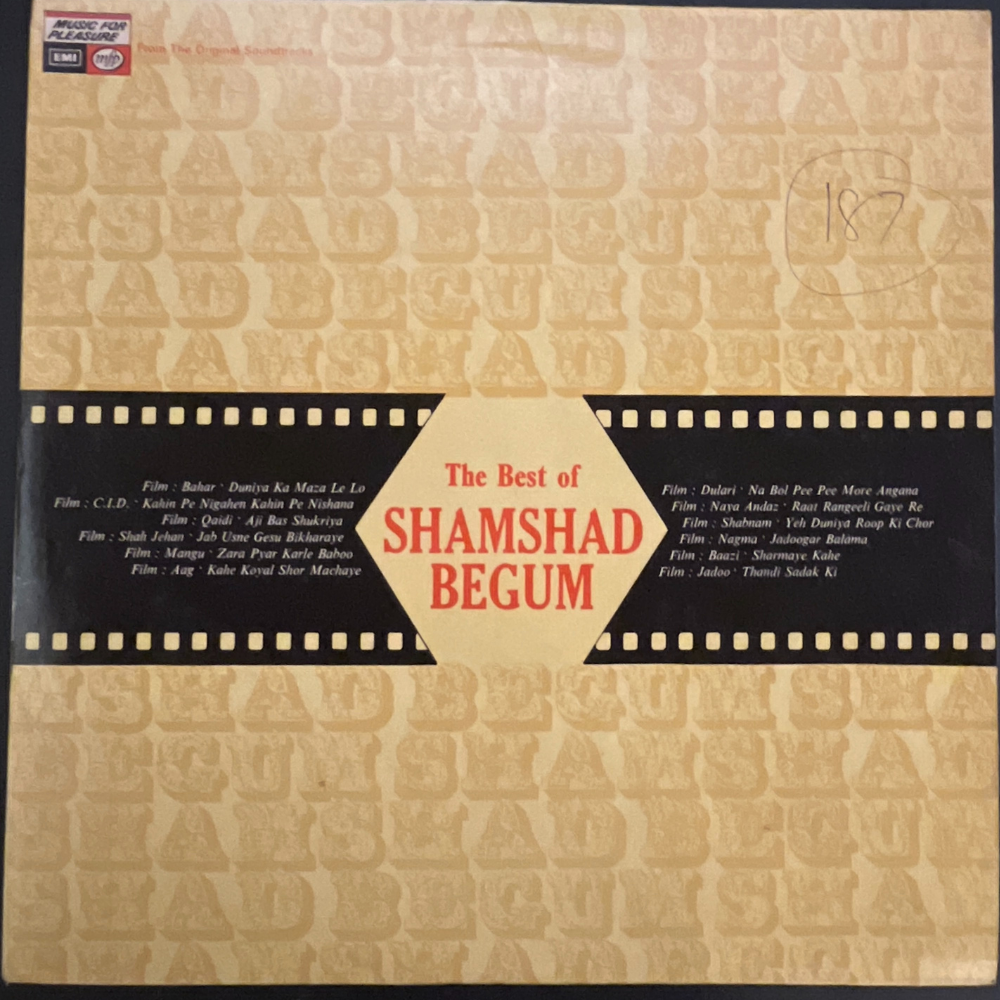 MUSIC FOR
PLEASURE
EMI mfp
From The Original Soundtracks
187
Film : Bahar ‘ Duniya Ka Maza Le Lo
Film : C.I.D. ‘ Kahin Pe Nigahen Kahin Pe Nishana
Film : Qaidi ‘ Aji Bas Shukriya
Film : Shah Jehan ‘ Jab Usne Gesu Bikharaye
Film : Mangu ‘ Zara Pyar Karle Baboo
Film : Aag ‘ Kahe Koyal Shor Machaye
The Best of
SHAMSHAD
BEGUM
Film : Dulari ‘ Na Bol Pee Pee More Angana
Film : Naya Andaz ‘ Raat Rangeeli Gaye Re
Film : Shabnam ‘ Yeh Duniya Roop Ki Chor
Film : Nagma ‘ Jadoogar Balama
Film : Baazi ‘ Sharmaye Kahe
Film : Jadoo ‘ Thandi Sadak Ki